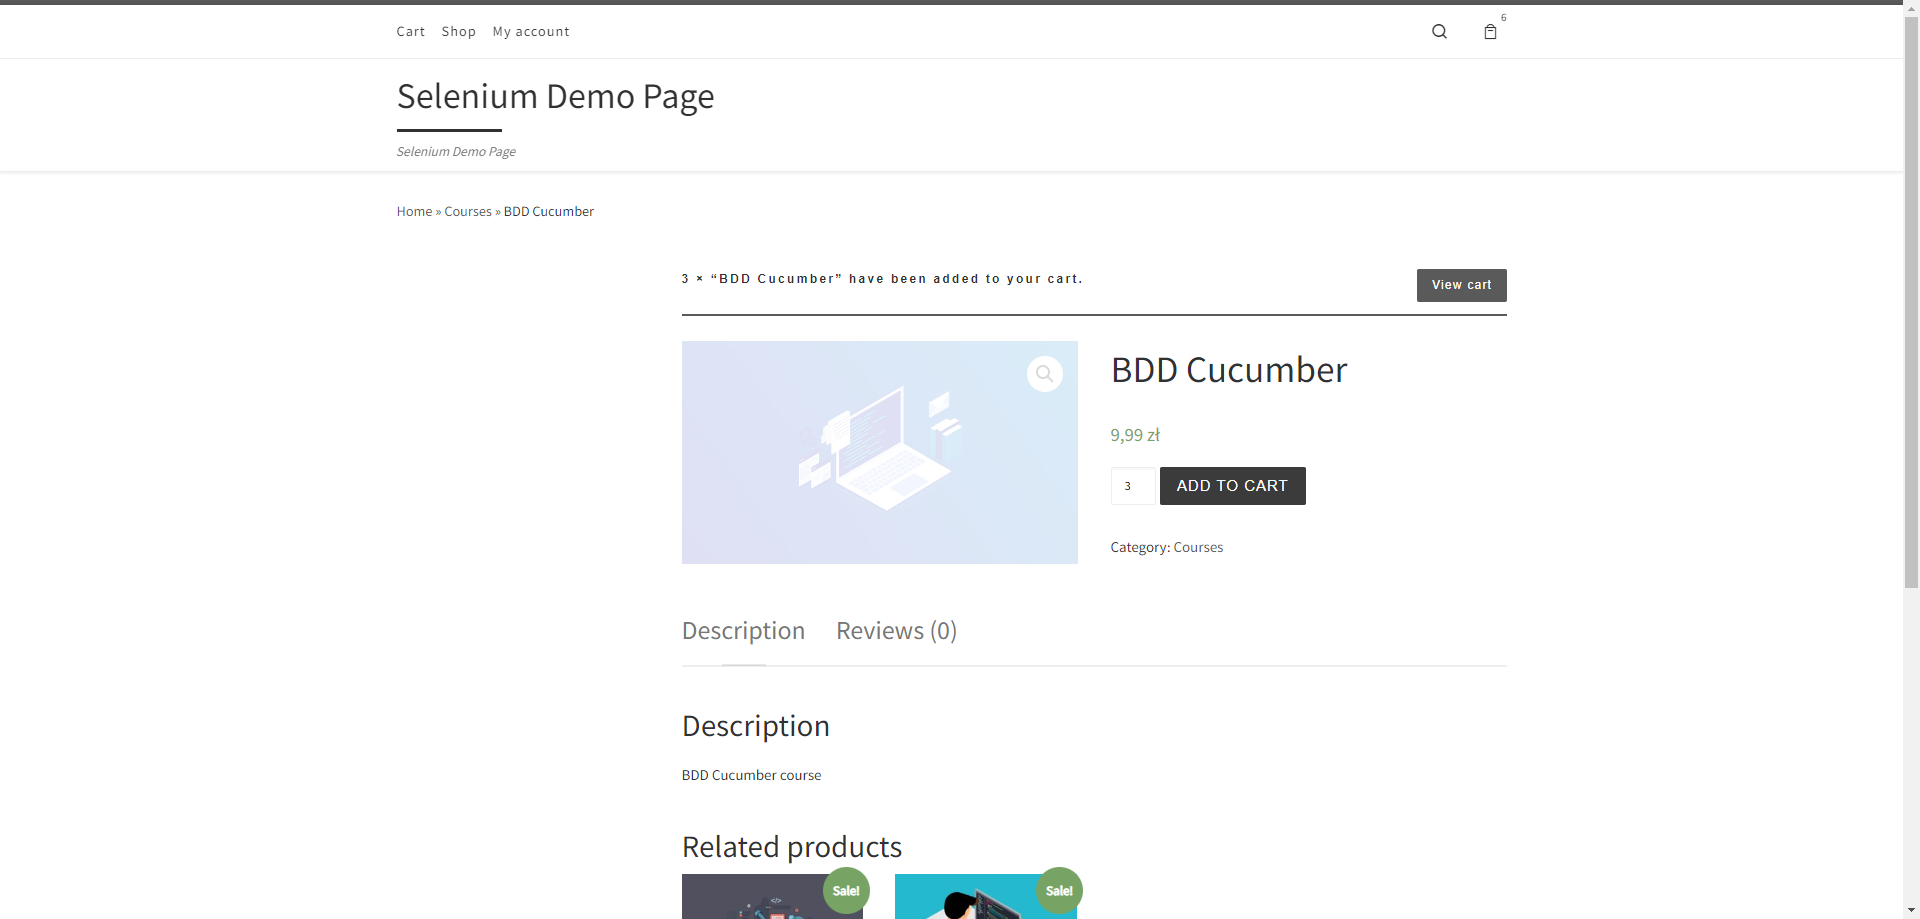 Cart Shop My account
6
Selenium Demo Page
Selenium Demo Page
Home » Courses » BDD Cucumber
3 × “BDD Cucumber” have been added to your cart.
View cart
BDD Cucumber
9,99 zł
3
ADD TO CART
Category: Courses
Description Reviews (0)
Description
BDD Cucumber course
Related products
Sale!
Sale!